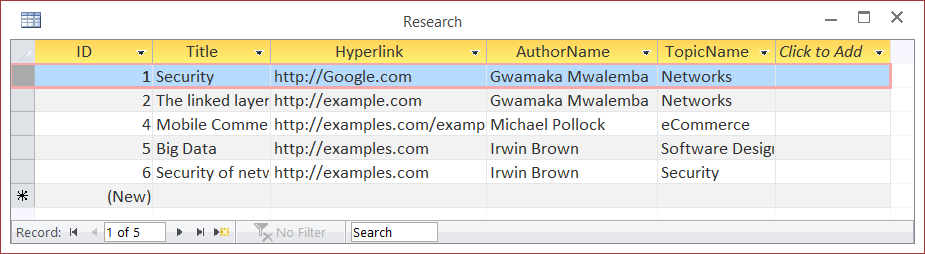 Research
ID Title Hyperlink AuthorName TopicName Click to Add
1 Security http://Google.com Gwamaka Mwalemba Networks
2 The linked layer http://example.com Gwamaka Mwalemba Networks
4 Mobile Comme http://examples.com/examp Michael Pollock eCommerce
5 Big Data http://examples.com Irwin Brown Software Desig
6 Security of netv http://examples.com Irwin Brown Security
(New)
Record: 1 of 5 No Filter Search